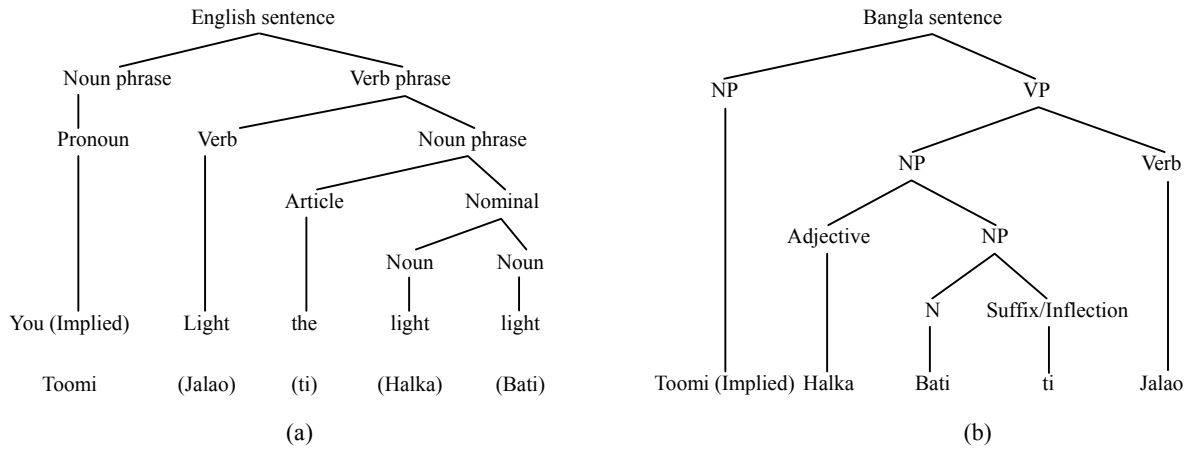 English sentence
Noun phrase Verb phrase
Pronoun Verb Noun phrase
Article Nominal
Noun Noun
You (Implied) Light the light light
Toomi (Jalao) (ti) (Halka) (Bati)
(a)
Bangla sentence
NP VP
NP Verb
Adjective NP
N Suffix/Inflection
Toomi (Implied) Halka Bati ti Jalao
(b)